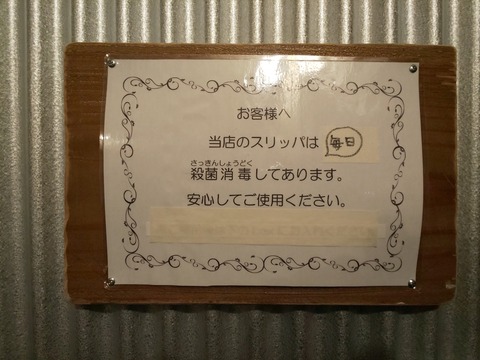 お客様へ
当店のスリッパは毎日
さっきんしょうどく
殺菌消毒してあります。
安心してご使用ください。